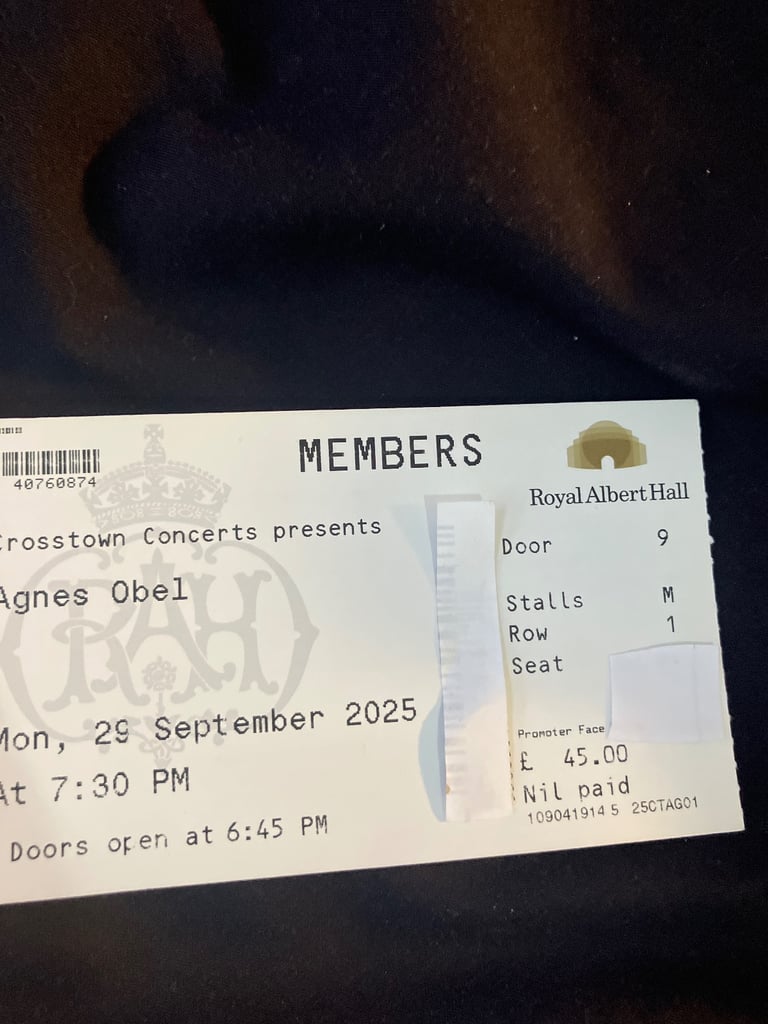 MEMBERS
40760874
Crosstown Concerts presents
Agnes Obel
Mon, 29 September 2025
At 7:30 PM
Doors open at 6:45 PM
RAH
Royal Albert Hall
Door 9
Stalls M
Row 1
Seat
Promoter Face
£ 45.00
Nil paid
109041914 5 25CTAG01